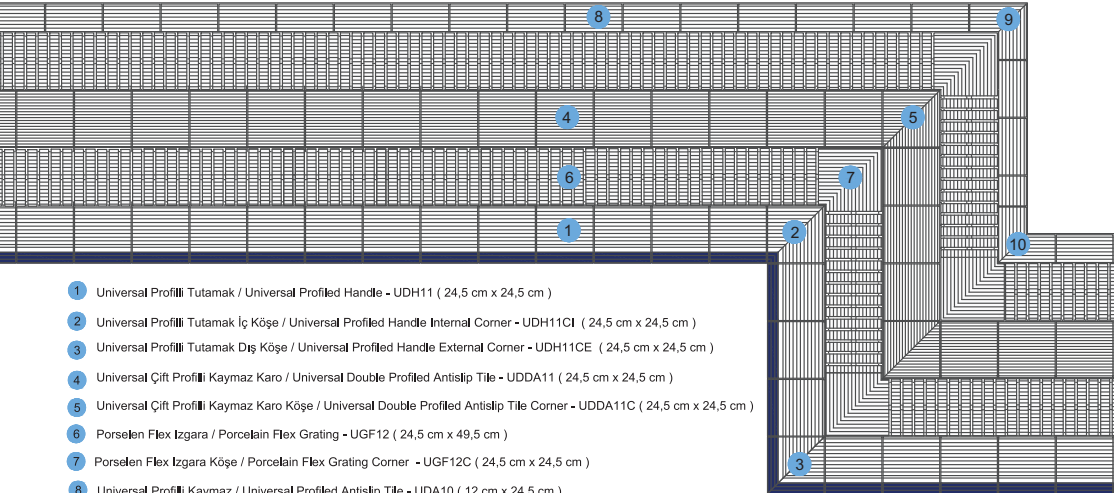 8
9
4
5
6
7
1
2
10
1 Universal Profilli Tutamak / Universal Profiled Handle - UDH11 ( 24,5 cm x 24,5 cm )
2 Universal Profilli Tutamak İç Köşe / Universal Profiled Handle Internal Corner - UDH11CI ( 24,5 cm x 24,5 cm )
3 Universal Profilli Tutamak Dış Köşe / Universal Profiled Handle External Corner - UDH11CE ( 24,5 cm x 24,5 cm )
4 Universal Çift Profilli Kaymaz Karo / Universal Double Profiled Antislip Tile - UDDA11 ( 24,5 cm x 24,5 cm )
5 Universal Çift Profilli Kaymaz Karo Köşe / Universal Double Profiled Antislip Tile Corner - UDDA11C ( 24,5 cm x 24,5 cm )
6 Porselen Flex Izgara / Porcelain Flex Grating - UGF12 ( 24,5 cm x 49,5 cm )
7 Porselen Flex Izgara Köşe / Porcelain Flex Grating Corner - UGF12C ( 24,5 cm x 24,5 cm )
3
8 Universal Profilli Kaymaz / Universal Profiled Antislip Tile - UDA10 ( 12 cm x 24,5 cm )